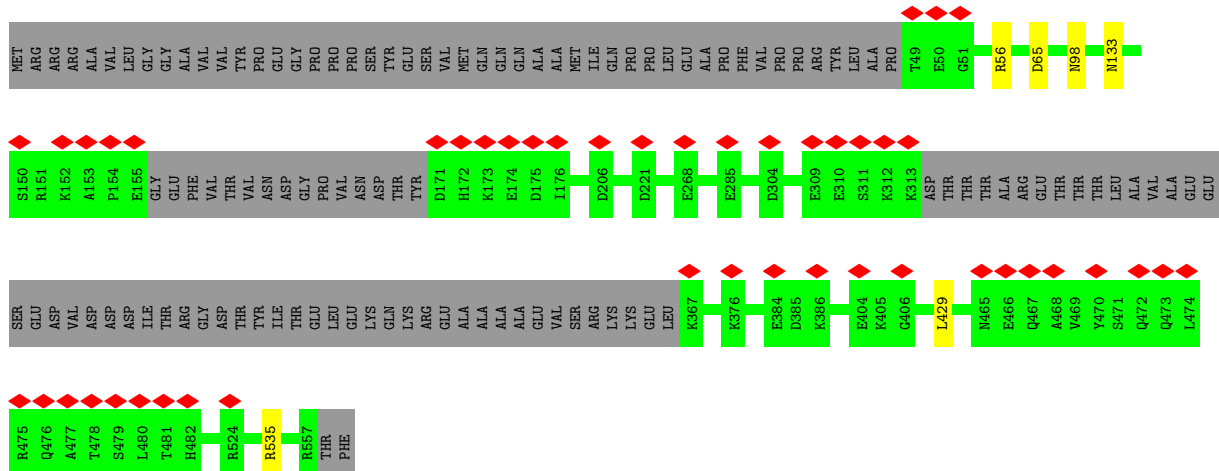 MET ARG ARG ARG ALA VAL LEU GLY GLY ALA VAL VAL TYR PRO GLU GLY PRO PRO PRO SER TYR GLU SER VAL MET GLN GLN GLN ALA ALA MET ILE GLN PRO PRO LEU GLU ALA PRO PHE VAL PRO PRO ARG TYR LEU ALA PRO T49 E50 G51 R56 D65 N98 N133
S150 R151 K152 A153 P154 E155 GLY GLU PHE VAL THR VAL ASN ASP GLY PRO VAL ASN ASP THR TYR D171 H172 K173 E174 D175 I176 D206 D221 E268 E285 D304 E309 E310 S311 K312 K313 ASP THR THR THR ALA ARG GLU THR THR THR LEU ALA VAL ALA GLU GLU
SER GLU ASP VAL ASP ASP ASP ILE THR ARG GLY ASP THR TYR ILE THR GLU LEU GLU LYS GLN LYS ARG GLU ALA ALA ALA ALA GLU VAL SER ARG LYS LYS GLU LEU K367 K376 E384 D385 K386 E404 K405 G406 L429 N465 E466 Q467 A468 V469 Y470 S471 Q472 Q473 L474
R475 Q476 A477 T478 S479 L480 T481 H482 R524 R535 R557 THR PHE